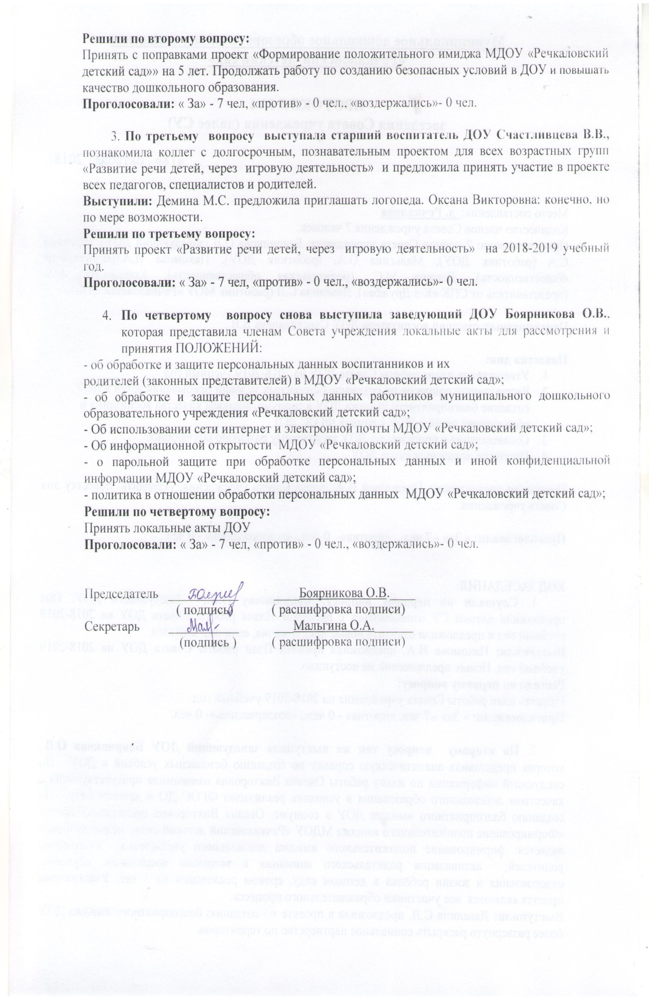 Решили по второму вопросу:
Принять с поправками проект «Формирование положительного имиджа МДОУ «Речкаловский
детский сад»» на 5 лет. Продолжать работу по созданию безопасных условий в ДОУ и повышать
качество дошкольного образования.
Проголосовали: « За» - 7 чел, «против» - 0 чел., «воздержались»- 0 чел.
3. По третьему вопросу выступала старший воспитатель ДОУ Счастливцева В.В.,
познакомила коллег с долгосрочным, познавательным проектом для всех возрастных групп
«Развитие речи детей, через игровую деятельность» и предложила принять участие в проекте
всех педагогов, специалистов и родителей.
Выступили: Демина М.С. предложила приглашать логопеда. Оксана Викторовна: конечно, но
по мере возможности.
Решили по третьему вопросу:
Принять проект «Развитие речи детей, через игровую деятельность» на 2018-2019 учебный
год.
Проголосовали: « За» - 7 чел, «против» - 0 чел., «воздержались»- 0 чел.
4. По четвертому вопросу снова выступила заведующий ДОУ Боярникова О.В.,
которая представила членам Совета учреждения локальные акты для рассмотрения и
принятия ПОЛОЖЕНИЙ:
- об обработке и защите персональных данных воспитанников и их
родителей (законных представителей) в МДОУ «Речкаловский детский сад»;
- об обработке и защите персональных данных работников муниципального дошкольного
образовательного учреждения «Речкаловский детский сад»;
- Об использовании сети интернет и электронной почты МДОУ «Речкаловский детский сад»;
- Об информационной открытости МДОУ «Речкаловский детский сад»;
- о парольной защите при обработке персональных данных и иной конфиденциальной
информации МДОУ «Речкаловский детский сад»;
- политика в отношении обработки персональных данных МДОУ «Речкаловский детский сад»;
Решили по четвертому вопросу:
Принять локальные акты ДОУ
Проголосовали: « За» - 7 чел, «против» - 0 чел., «воздержались»- 0 чел.
Председатель Боярникова О.В.
( подпись) ( расшифровка подписи)
Секретарь Мальгина О.А.
(подпись ) ( расшифровка подписи)